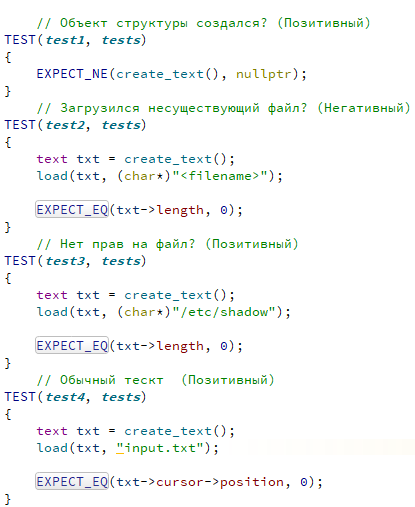 // Объект структуры создался? (Позитивный)
TEST(test1, tests)
{
EXPECT_NE(create_text(), nullptr);
}
// Загрузился несуществующий файл? (Негативный)
TEST(test2, tests)
{
text txt = create_text();
load(txt, (char*)"<filename>");
EXPECT_EQ(txt->length, 0);
}
// Нет прав на файл? (Позитивный)
TEST(test3, tests)
{
text txt = create_text();
load(txt, (char*)"/etc/shadow");
EXPECT_EQ(txt->length, 0);
}
// Обычный тескт  (Позитивный)
TEST(test4, tests)
{
text txt = create_text();
load(txt, "input.txt");
EXPECT_EQ(txt->cursor->position, 0);
}